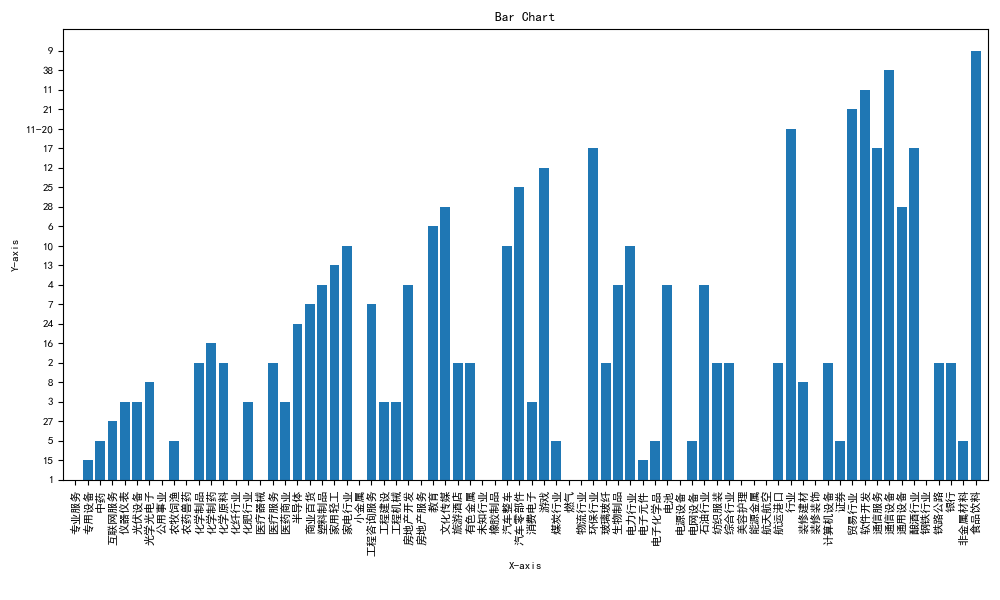 Bar Chart
Y-axis
9
38
11
21
11-20
17
12
25
28
6
10
13
4
7
24
16
2
8
3
27
5
15
1
专业服务
专用设备
中药
互联网服务
仪器仪表
光伏设备
光学光电子
公用事业
农牧饲渔
农药兽药
化学制品
化学制药
化学原料
化纤行业
化肥行业
医疗器械
医疗服务
医药商业
半导体
商业百货
塑料制品
家用轻工
家电行业
小金属
工程咨询服务
工程建设
工程机械
房地产开发
房地产服务
教育
文化传媒
旅游酒店
有色金属
未知行业
橡胶制品
汽车整车
汽车零部件
消费电子
游戏
煤炭行业
燃气
物流行业
环保行业
玻璃玻纤
生物制品
电力行业
电子元件
电子化学品
电池
电源设备
电网设备
石油行业
纺织服装
综合行业
美容护理
能源金属
航天航空
航运港口
行业
装修建材
装修装饰
计算机设备
证券
贸易行业
软件开发
通信服务
通信设备
通用设备
酿酒行业
钢铁行业
铁路公路
银行
非金属材料
食品饮料
X-axis